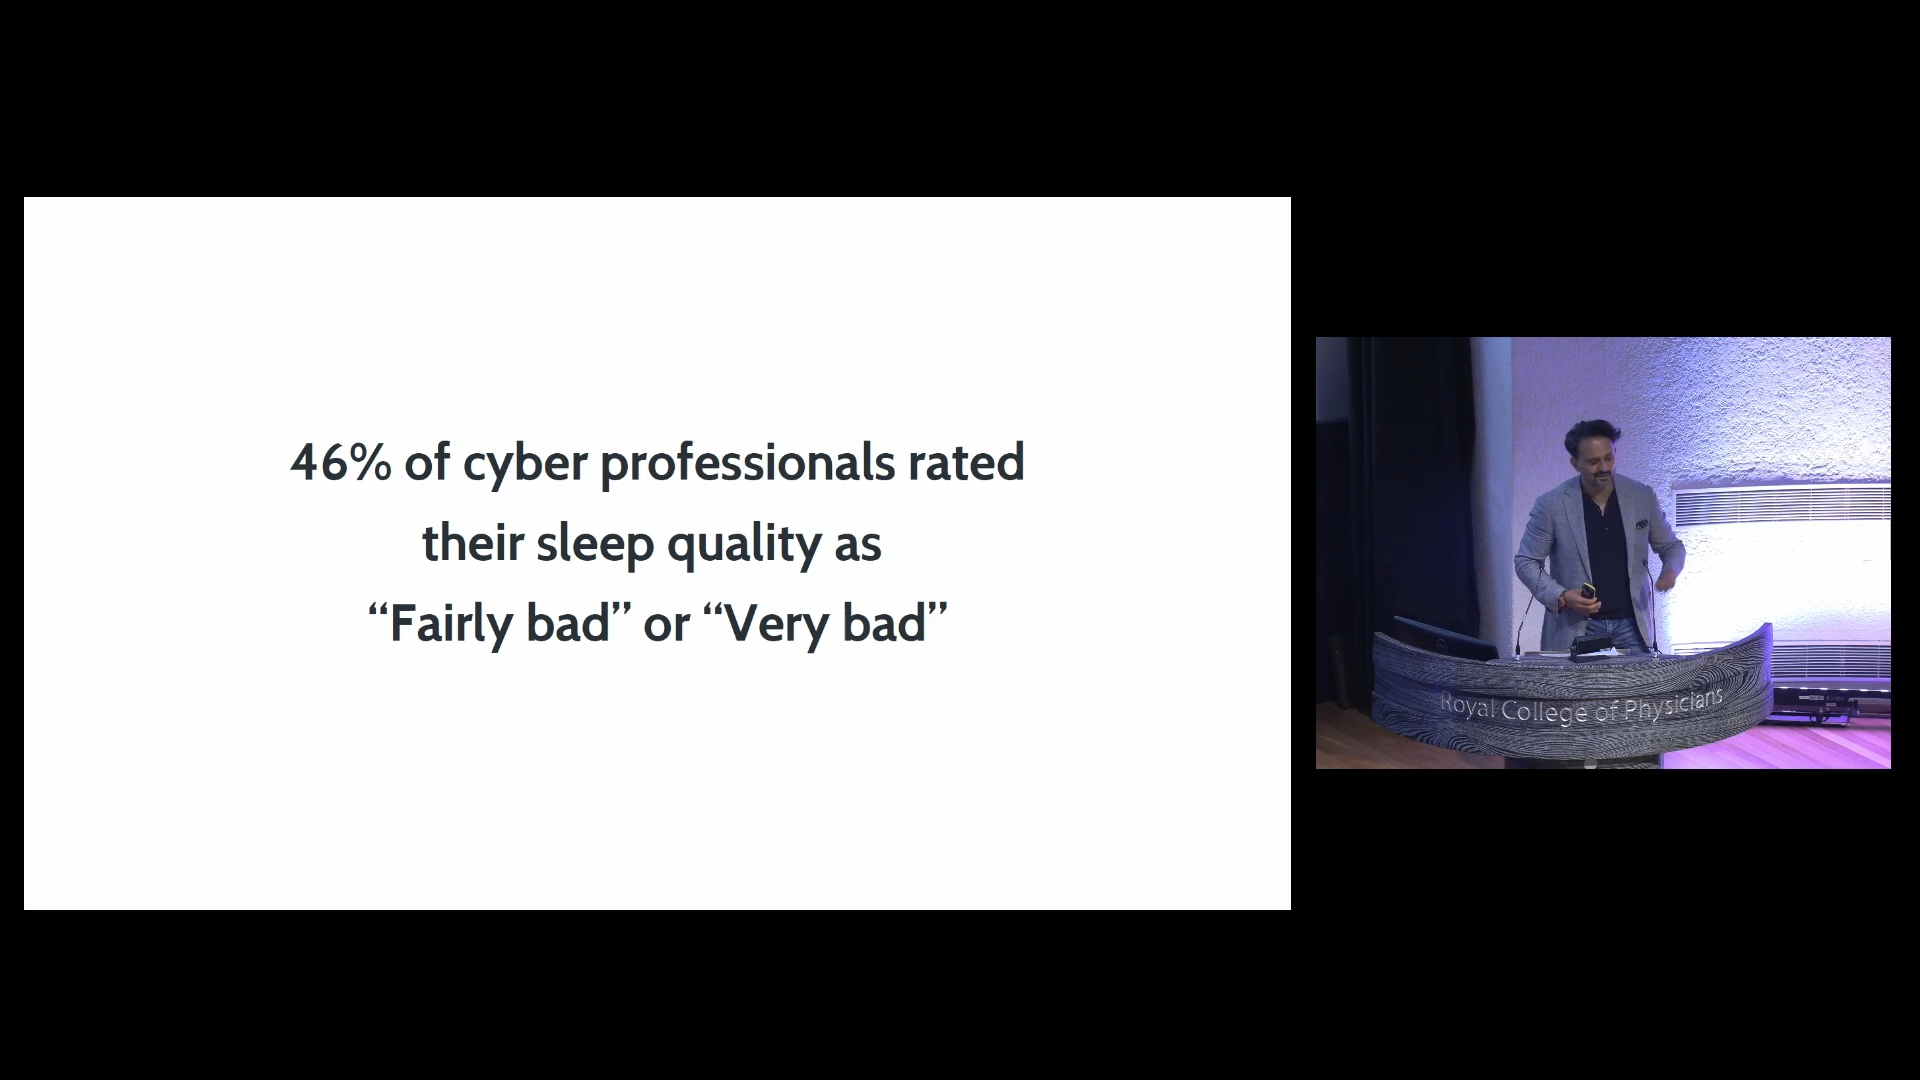 46% of cyber professionals rated
their sleep quality as
“Fairly bad” or “Very bad”
Royal College of Physicians